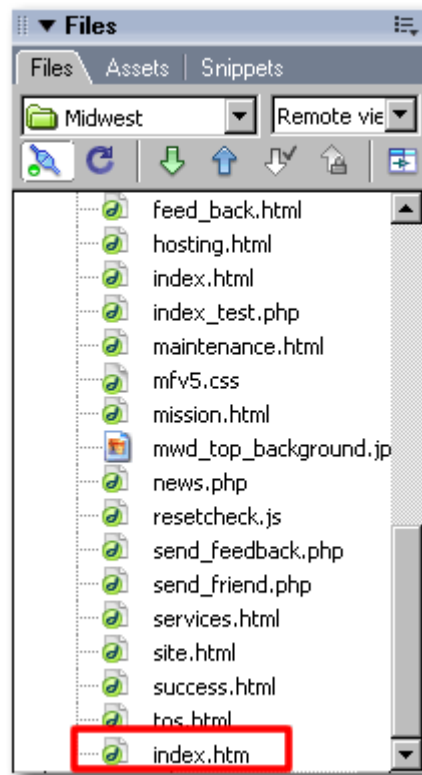 Files
Files Assets Snippets
Midwest Remote vie
feed_back.html
hosting.html
index.html
index_test.php
maintenance.html
mfv5.css
mission.html
mwd_top_background.jp
news.php
resetcheck.js
send_feedback.php
send_friend.php
services.html
site.html
success.html
tos.html
index.htm